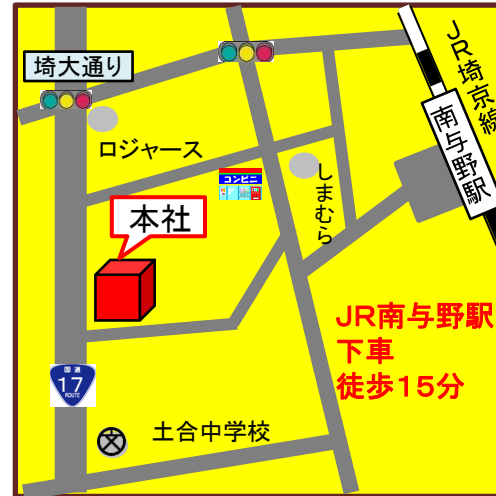 埼大通り
JR埼京線
南与野駅
ロジャース
コンビニ
しまむら
本社
JR南与野駅
下車
徒歩15分
国道
17
ROUTE
土合中学校
文